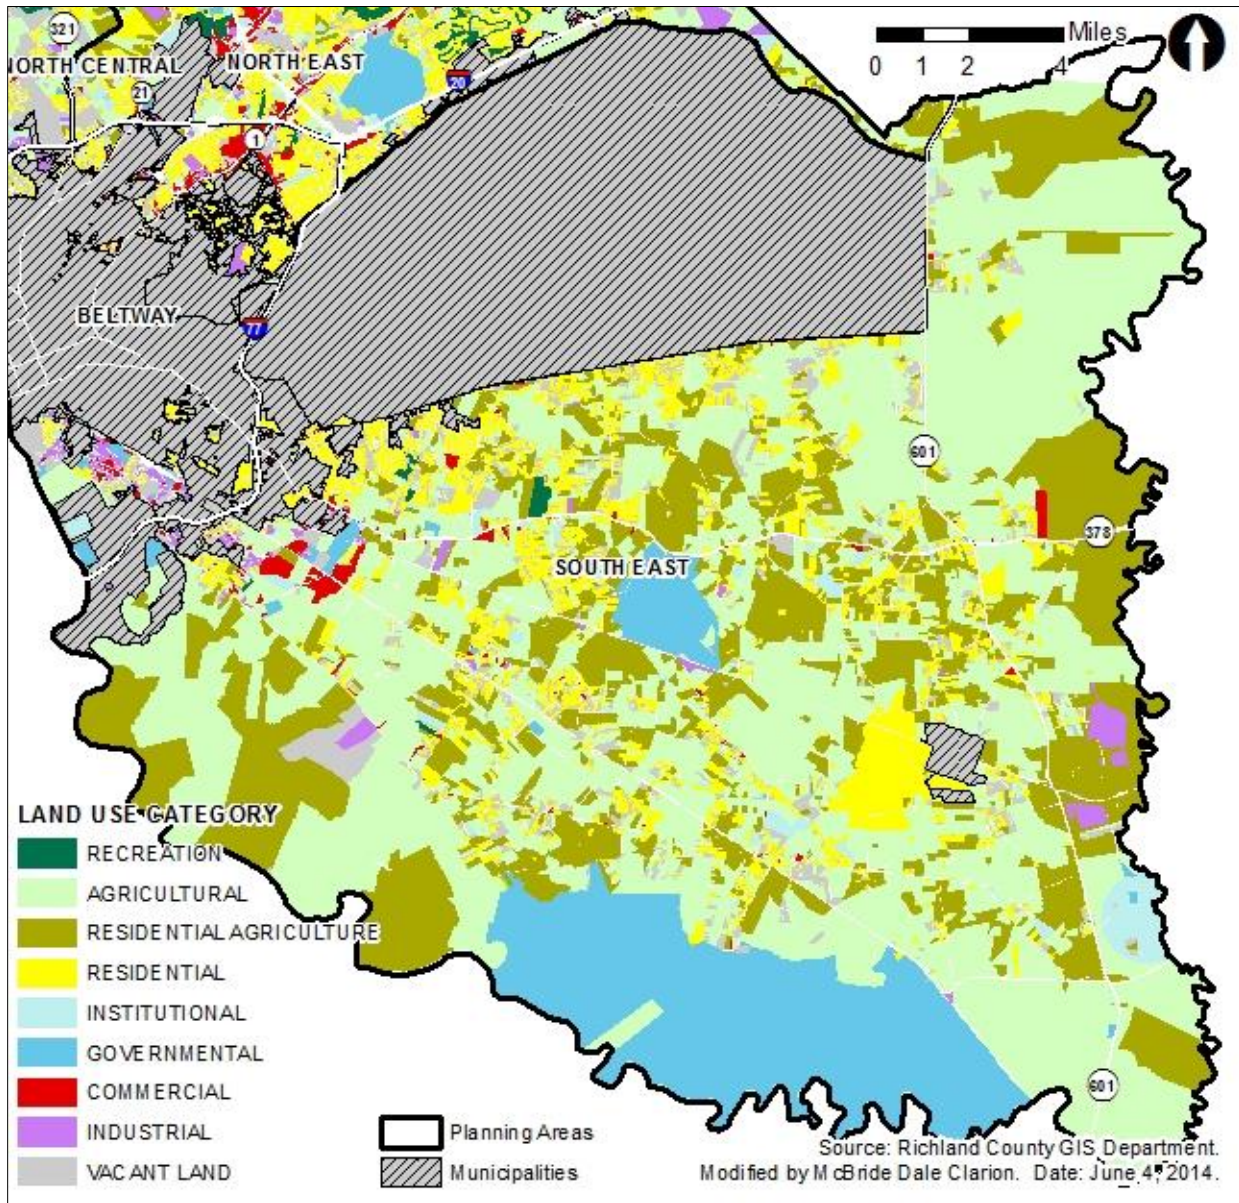 321
Miles
0 1 2 4
NORTH CENTRAL
NORTH EAST
20
21
1
BELTWAY
77
601
378
SOUTH EAST
LAND USE CATEGORY
RECREATION
AGRICULTURAL
RESIDENTIAL AGRICULTURE
RESIDENTIAL
INSTITUTIONAL
GOVERNMENTAL
COMMERCIAL
INDUSTRIAL
VACANT LAND
601
Planning Areas
Municipalities
Source: Richland County GIS Department.
Modified by McBride Dale Clarion. Date: June 4, 2014.